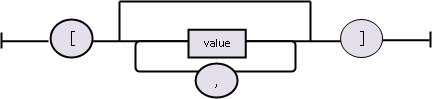 [ value ]
,